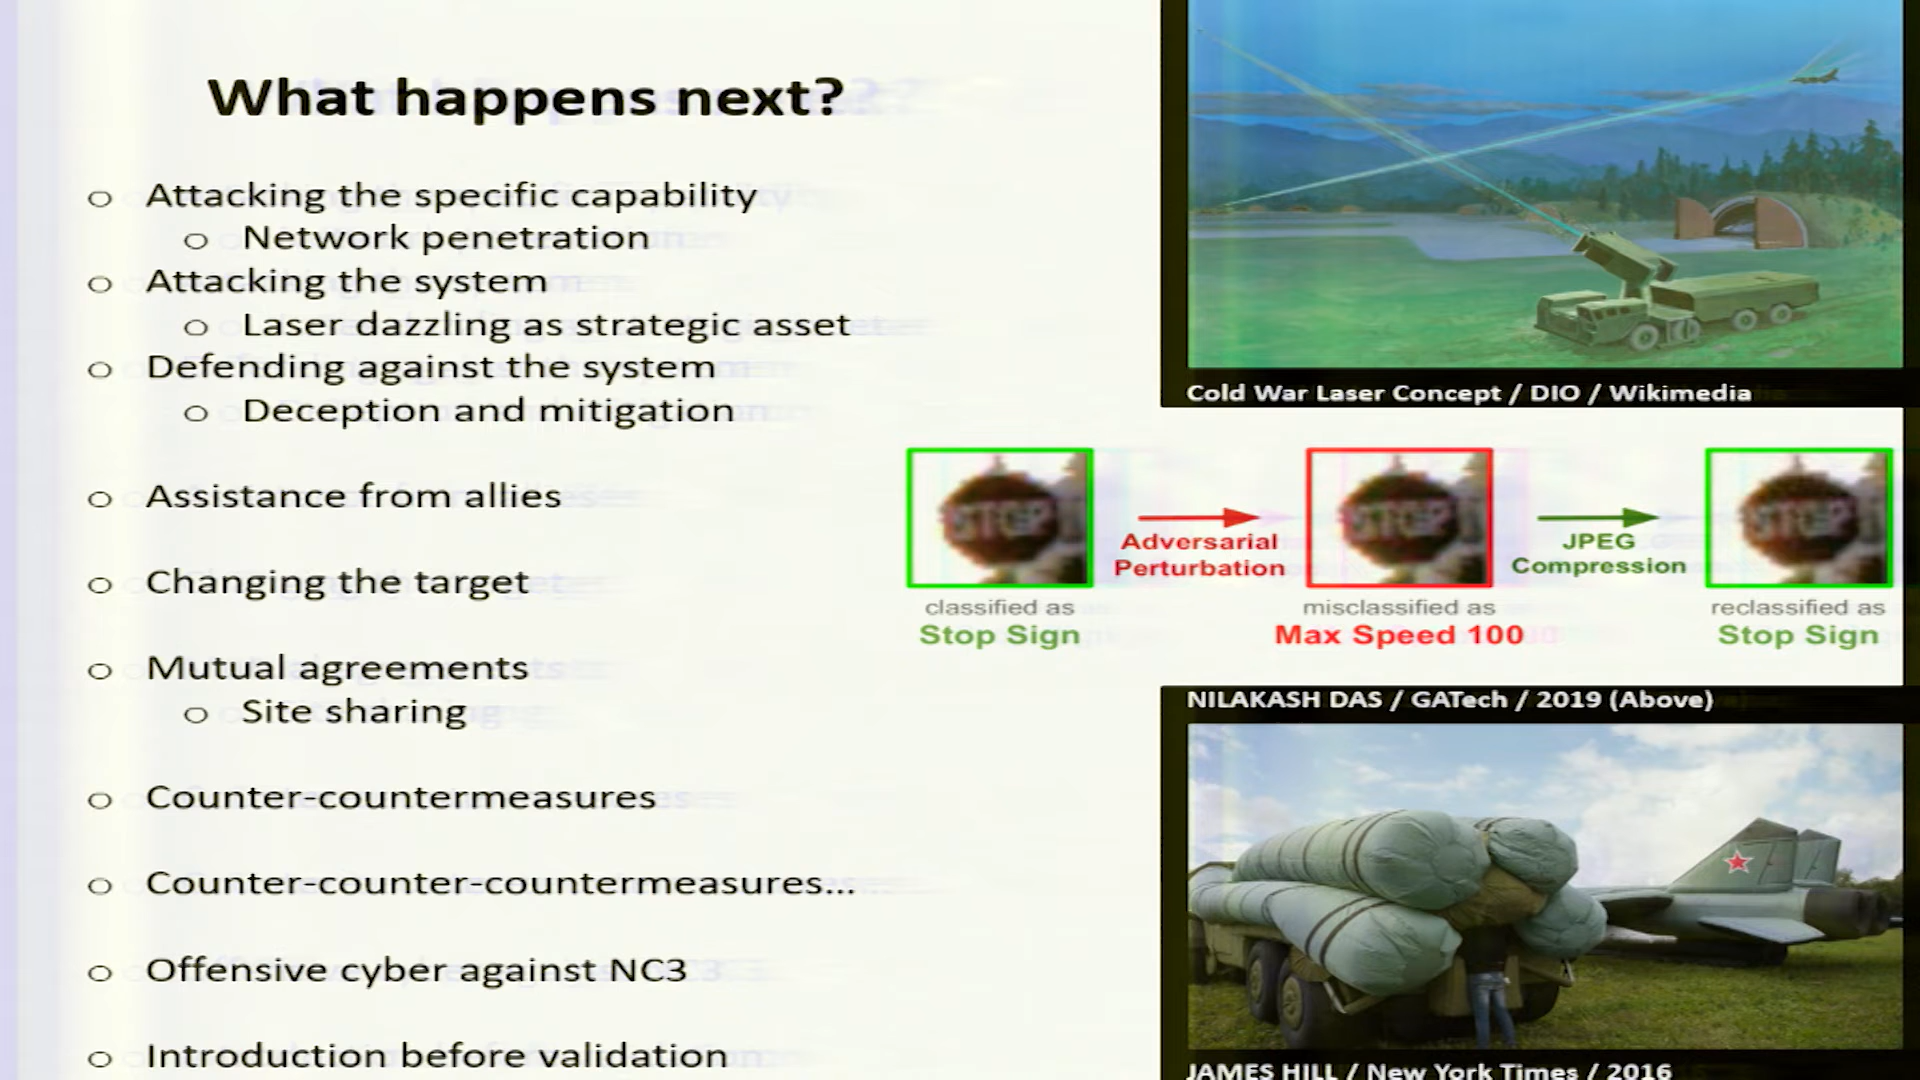 What happens next?
o Attacking the specific capability
o Network penetration
o Attacking the system
o Laser dazzling as strategic asset
o Defending against the system
o Deception and mitigation
o Assistance from allies
o Changing the target
o Mutual agreements
o Site sharing
o Counter-countermeasures
o Counter-counter-countermeasures...
o Offensive cyber against NC3
o Introduction before validation
Cold War Laser Concept / DIO / Wikimedia
STOP
STOP
STOP
Adversarial
Perturbation
JPEG
Compression
classified as
Stop Sign
misclassified as
Max Speed 100
reclassified as
Stop Sign
NILAKASH DAS / GATech / 2019 (Above)
JAMES HILL / New York Times / 2016